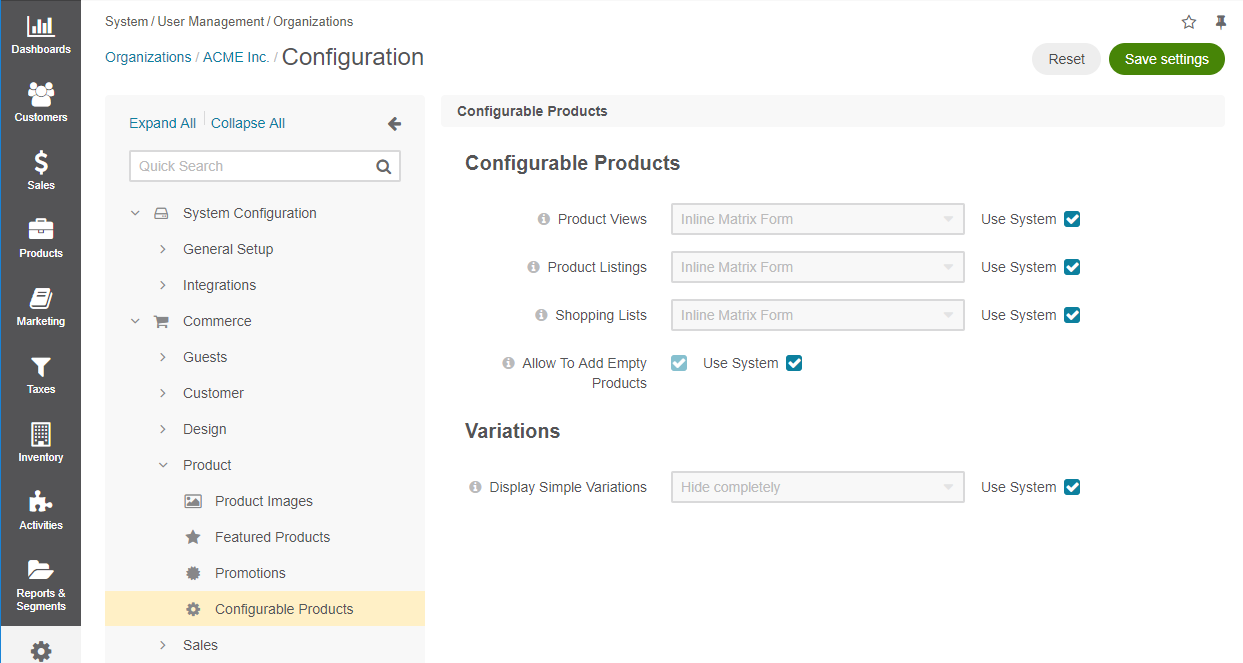 Dashboards
Customers
Sales
Products
Marketing
Taxes
Inventory
Activities
Reports &
Segments
System / User Management / Organizations
Organizations / ACME Inc. / Configuration
Reset
Save settings
Expand All
Collapse All
Quick Search
System Configuration
General Setup
Integrations
Commerce
Guests
Customer
Design
Product
Product Images
Featured Products
Promotions
Configurable Products
Sales
Configurable Products
Configurable Products
Product Views Inline Matrix Form Use System
Product Listings Inline Matrix Form Use System
Shopping Lists Inline Matrix Form Use System
Allow To Add Empty Use System
Products
Variations
Display Simple Variations Hide completely Use System